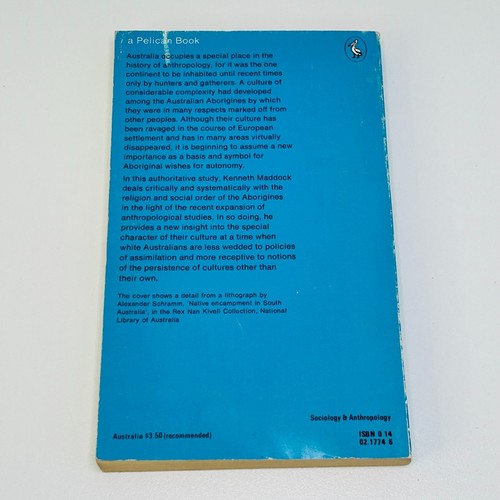 a Pelican Book
Australia occupies a special place in the
history of anthropology, for it was the one
continent to be inhabited until recent times
only by hunters and gatherers. A culture of
considerable complexity had developed
among the Australian Aborigines by which
they were in many respects marked off from
other peoples. Although their culture has
been ravaged in the course of European
settlement and has in many areas virtually
disappeared, it is beginning to assume a new
importance as a basis and symbol for
Aboriginal wishes for autonomy.
In this authoritative study, Kenneth Maddock
deals critically and systematically with the
religion and social order of the Aborigines
in the light of the recent expansion of
anthropological studies. In so doing, he
provides a new insight into the special
character of their culture at a time when
white Australians are less wedded to policies
of assimilation and more receptive to notions
of the persistence of cultures other than
their own.
The cover shows a detail from a lithograph by
Alexander Schramm, 'Native encampment in South
Australia', in the Rex Nan Kivell Collection, National
Library of Australia
Sociology & Anthropology
Australia $3.50 (recommended)
ISBN 0 14
02.1774 6